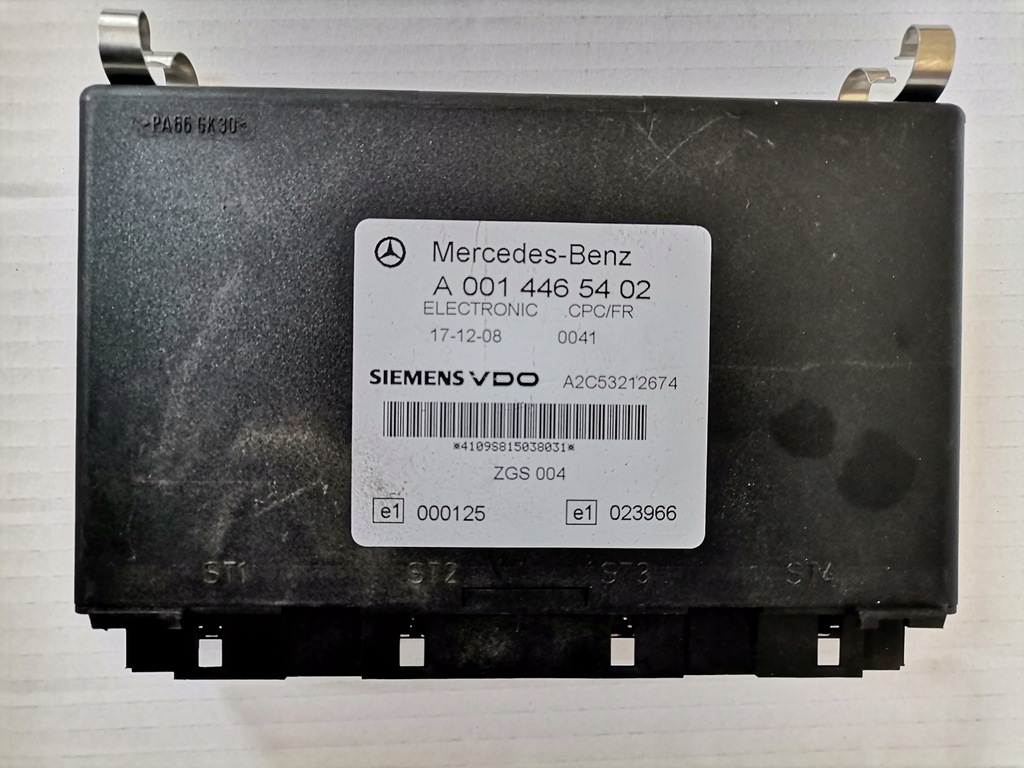 >PA66 GK30<
Mercedes-Benz
A 001 446 54 02
ELECTRONIC .CPC/FR
17-12-08 0041
SIEMENS VDO A2C53212674
*4109S815038031*
ZGS 004
e1 000125 e1 023966
ST1 ST2 ST3 ST4